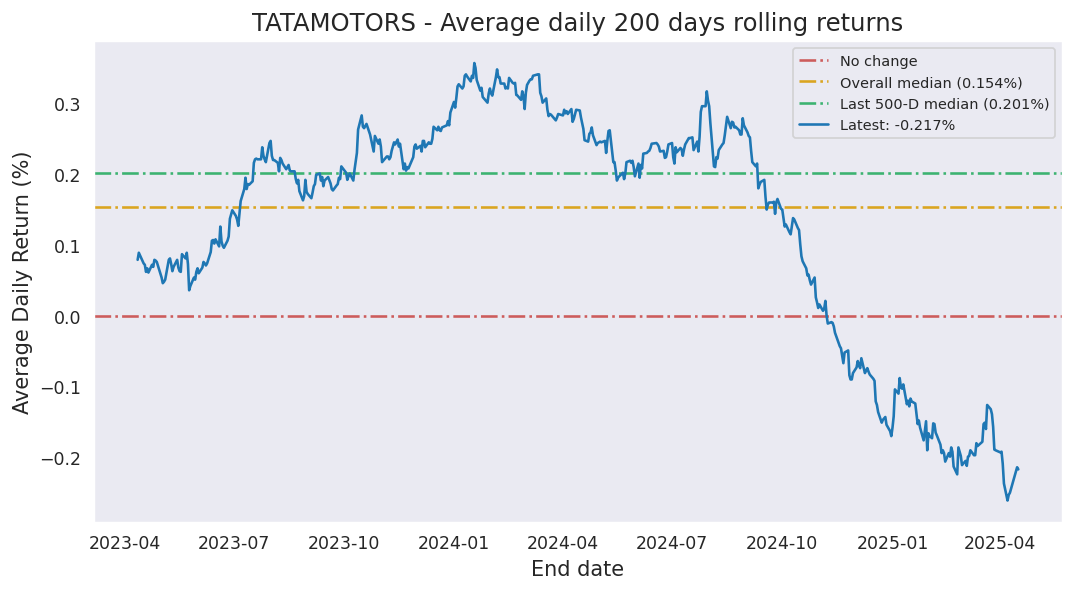 TATAMOTORS - Average daily 200 days rolling returns
No change
Overall median (0.154%)
Last 500-D median (0.201%)
Latest: -0.217%
Average Daily Return (%)
0.3
0.2
0.1
0.0
−0.1
−0.2
2023-04 2023-07 2023-10 2024-01 2024-04 2024-07 2024-10 2025-01 2025-04
End date